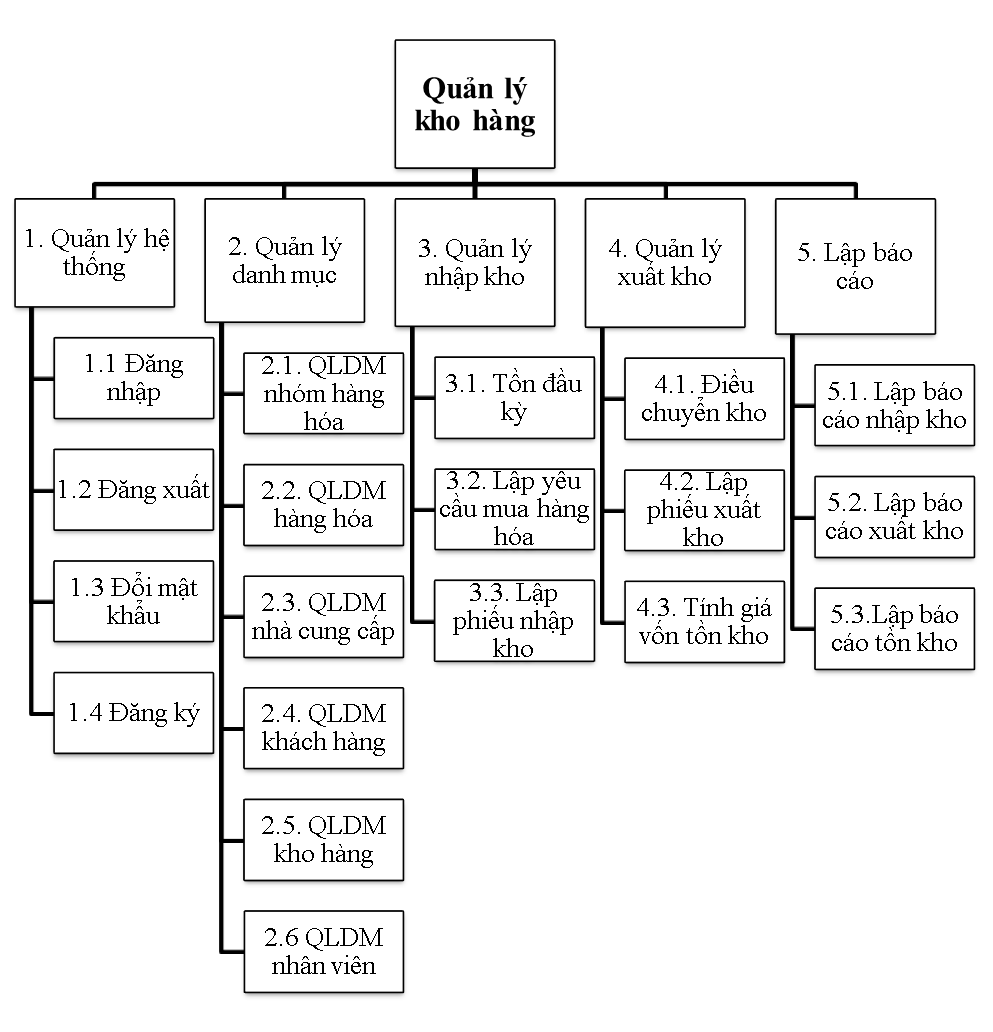 Quản lý
kho hàng
1. Quản lý hệ
thống
1.1 Đăng
nhập
1.2 Đăng xuất
1.3 Đổi mật
khẩu
1.4 Đăng ký
2. Quản lý
danh mục
2.1. QLDM
nhóm hàng
hóa
2.2. QLDM
hàng hóa
2.3. QLDM
nhà cung cấp
2.4. QLDM
khách hàng
2.5. QLDM
kho hàng
2.6 QLDM
nhân viên
3. Quản lý
nhập kho
3.1. Tồn đầu
kỳ
3.2. Lập yêu
cầu mua hàng
hóa
3.3. Lập
phiếu nhập
kho
4. Quản lý
xuất kho
4.1. Điều
chuyển kho
4.2. Lập
phiếu xuất
kho
4.3. Tính giá
vốn tồn kho
5. Lập báo
cáo
5.1. Lập báo
cáo nhập kho
5.2. Lập báo
cáo xuất kho
5.3.Lập báo
cáo tồn kho